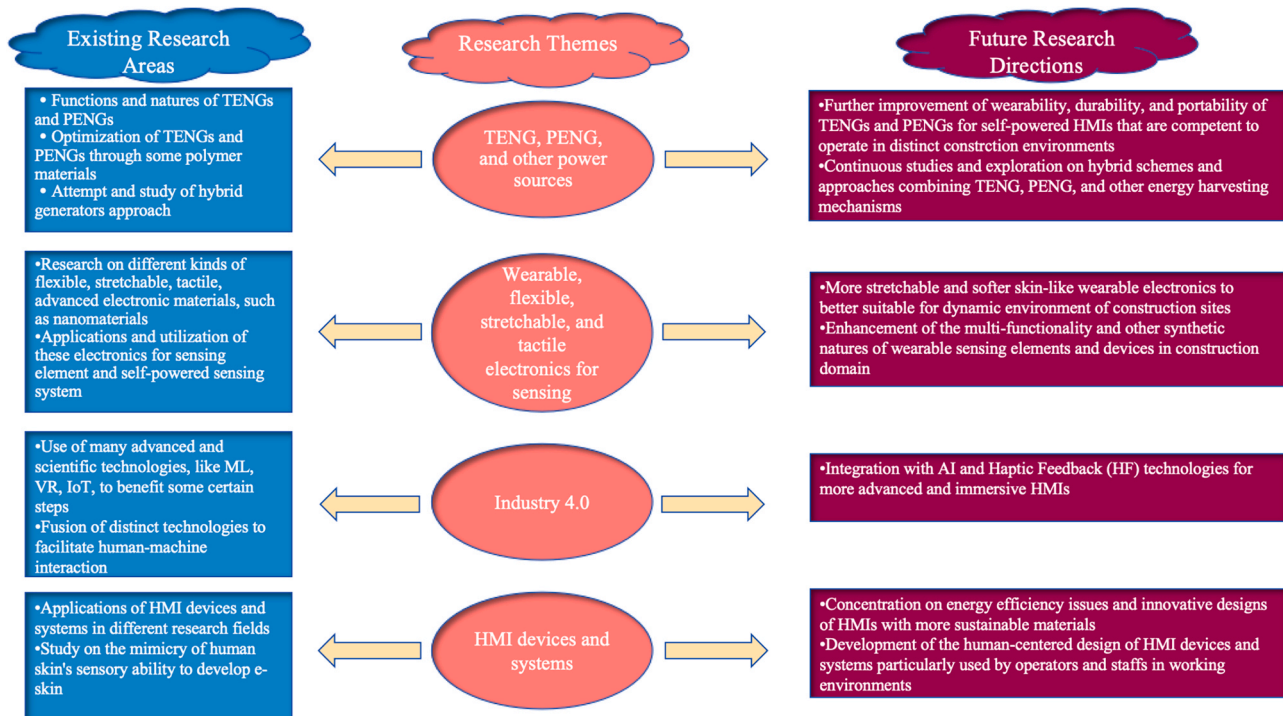 Existing Research
Areas
Research Themes
Future Research
Directions
• Functions and natures of TENGs
and PENGs
• Optimization of TENGs and
PENGs through some polymer
materials
• Attempt and study of hybrid
generators approach
TENG, PENG,
and other power
sources
•Further improvement of wearability, durability, and portability of
TENGs and PENGs for self-powered HMIs that are competent to
operate in distinct constrction environments
•Continuous studies and exploration on hybrid schemes and
approaches combining TENG, PENG, and other energy harvesting
mechanisms
•Research on different kinds of
flexible, stretchable, tactile,
advanced electronic materials, such
as nanomaterials
•Applications and utilization of
these electronics for sensing
element and self-powered sensing
system
Wearable,
flexible,
stretchable, and
tactile
electronics for
sensing
•More stretchable and softer skin-like wearable electronics to
better suitable for dynamic environment of construction sites
•Enhancement of the multi-functionality and other synthetic
natures of wearable sensing elements and devices in construction
domain
•Use of many advanced and
scientific technologies, like ML,
VR, IoT, to benefit some certain
steps
•Fusion of distinct technologies to
facilitate human-machine
interaction
Industry 4.0
•Integration with AI and Haptic Feedback (HF) technologies for
more advanced and immersive HMIs
•Applications of HMI devices and
systems in different research fields
•Study on the mimicry of human
skin's sensory ability to develop e-
skin
HMI devices and
systems
•Concentration on energy efficiency issues and innovative designs
of HMIs with more sustainable materials
•Development of the human-centered design of HMI devices and
systems particularly used by operators and staffs in working
environments